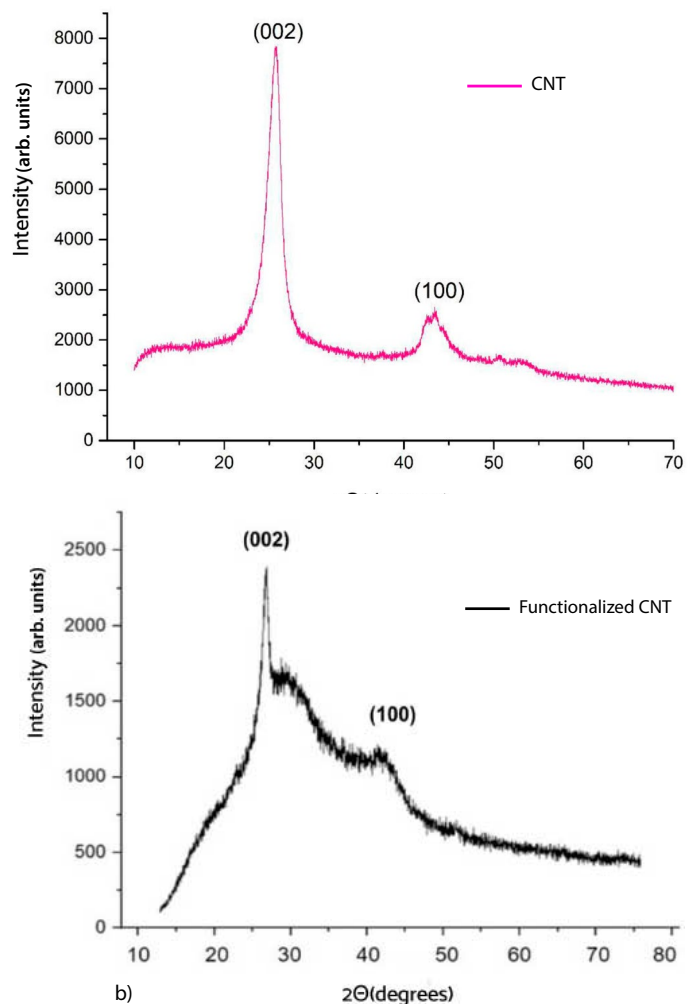 (002)
8000
7000
CNT
6000
5000
4000
3000
(100)
2000
1000
0
10 20 30 40 50 60 70
Intensity (arb. units)
(002)
2500
Functionalized CNT
2000
1500
(100)
1000
500
0
10 20 30 40 50 60 70 80
Intensity (arb. units)
b) 2Θ(degrees)